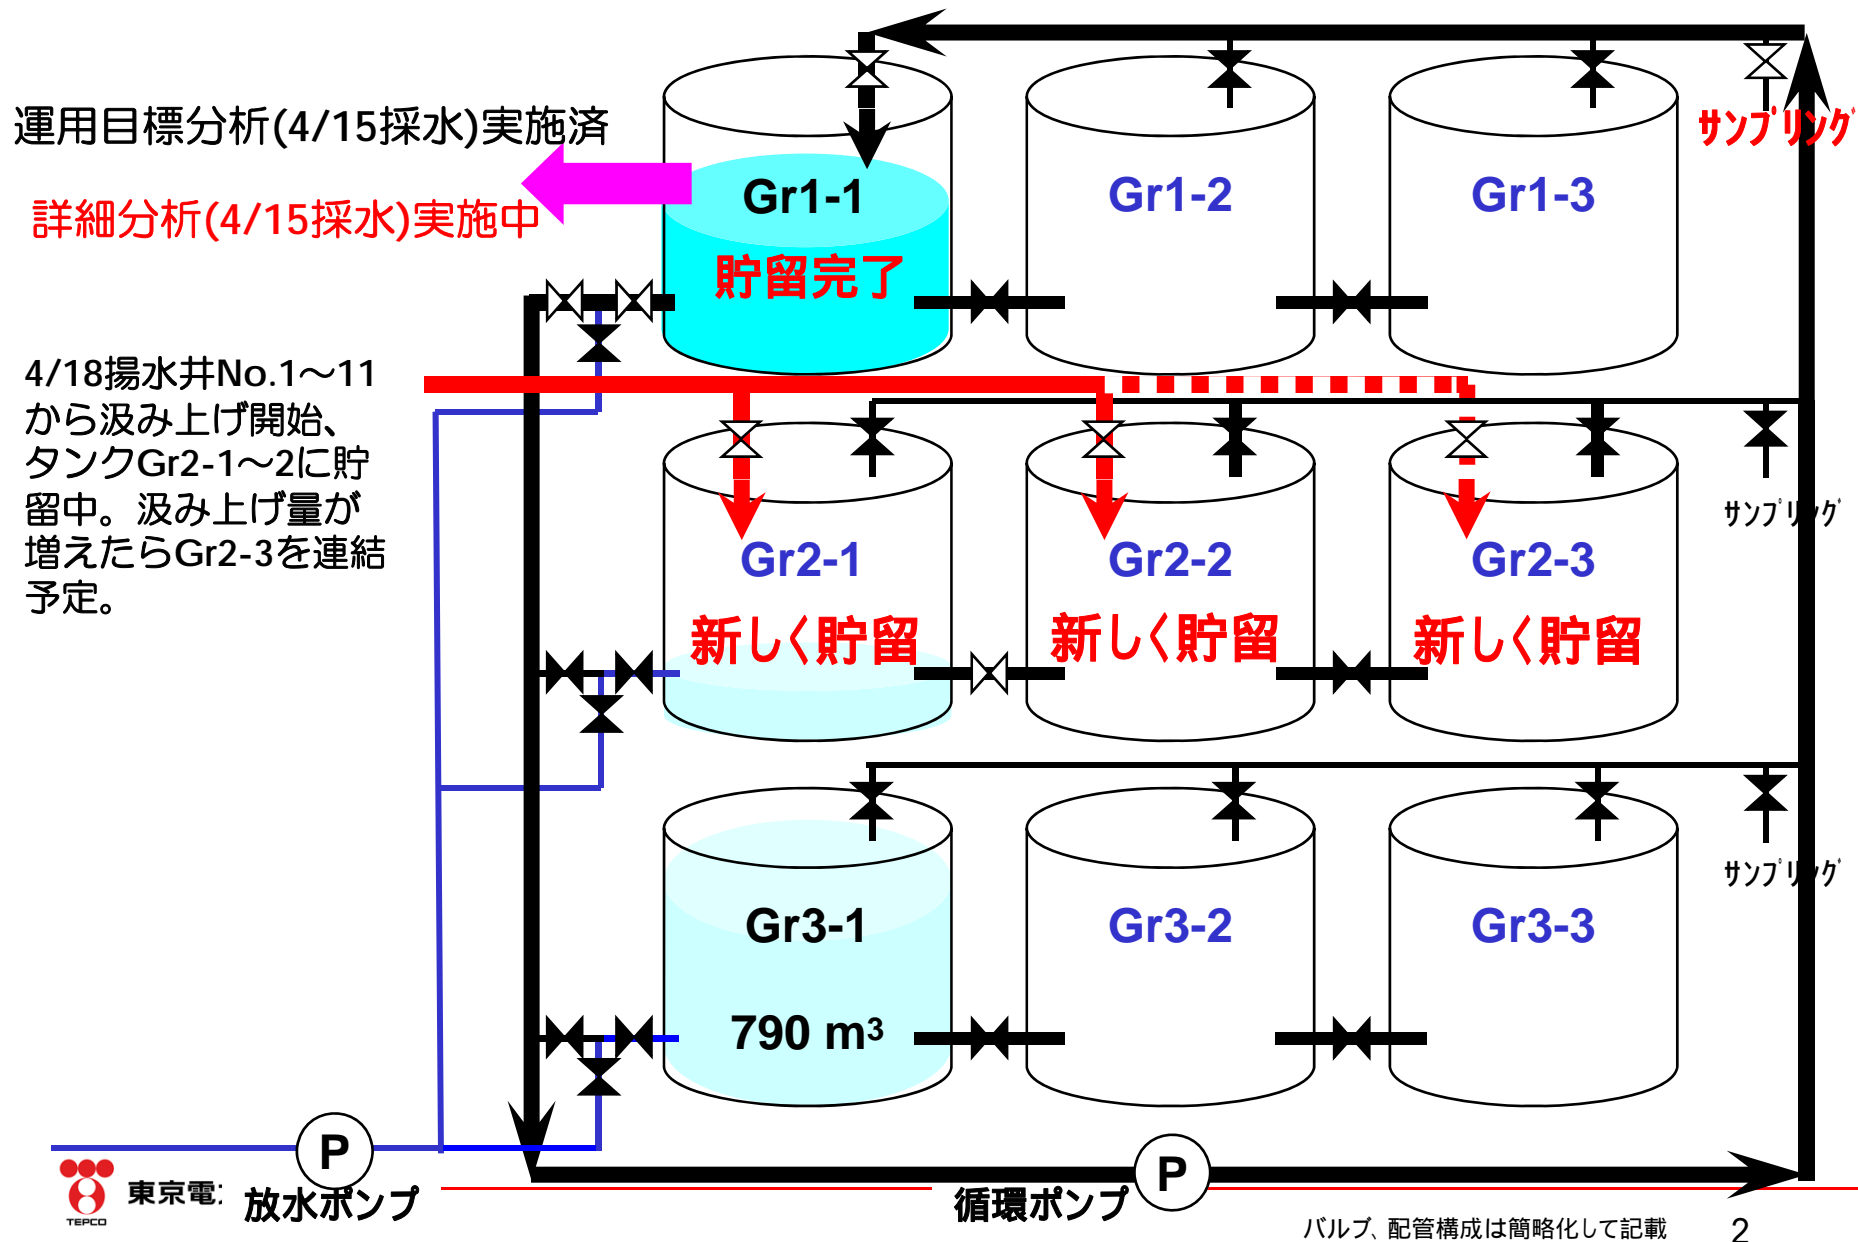 運用目標分析(4/15採水)実施済
詳細分析(4/15採水)実施中
サンプリング
Gr1-1
貯留完了
Gr1-2
Gr1-3
4/18揚水井No.1～11
から汲み上げ開始、
タンクGr2-1～2に貯
留中。汲み上げ量が
増えたらGr2-3を連結
予定。
サンプリング
Gr2-1
新しく貯留
Gr2-2
新しく貯留
Gr2-3
新しく貯留
サンプリング
Gr3-1
790 m³
Gr3-2
Gr3-3
P
放水ポンプ
P
循環ポンプ
TEPCO
東京電
バルブ、配管構成は簡略化して記載
2